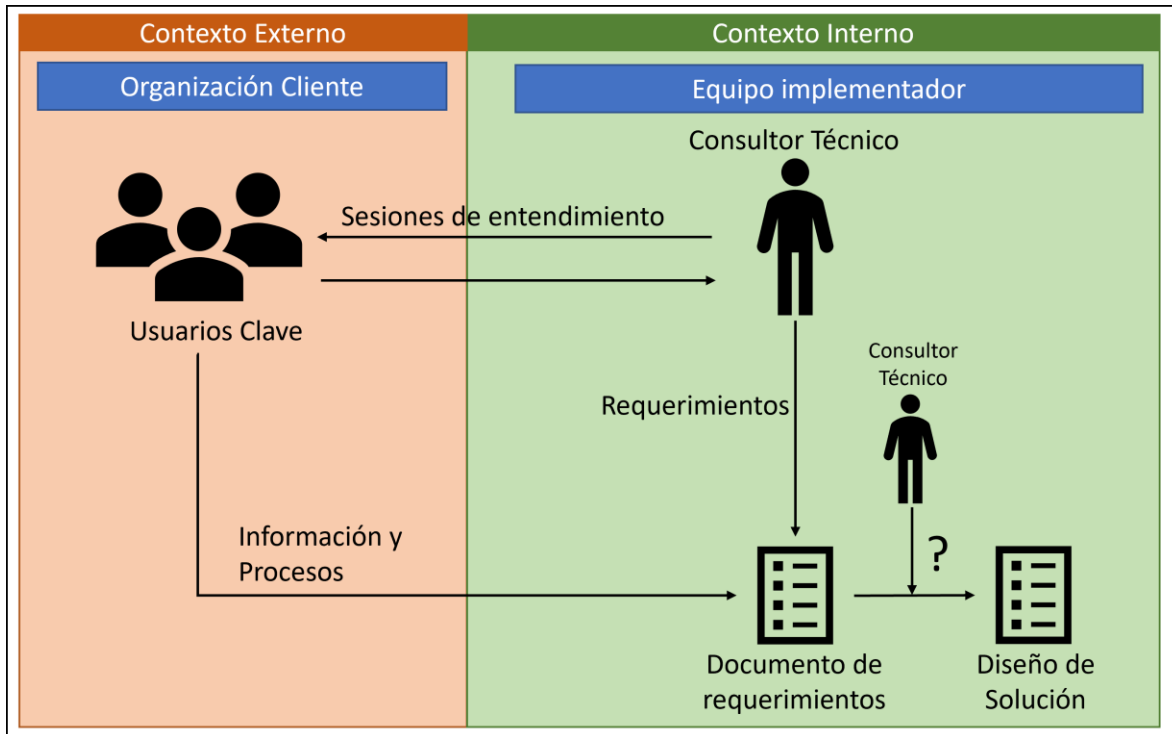 Contexto Externo
Contexto Interno
Organización Cliente
Equipo implementador
Consultor Técnico
Sesiones de entendimiento
Usuarios Clave
Consultor
Técnico
Requerimientos
Información y
Procesos
?
Documento de
requerimientos
Diseño de
Solución